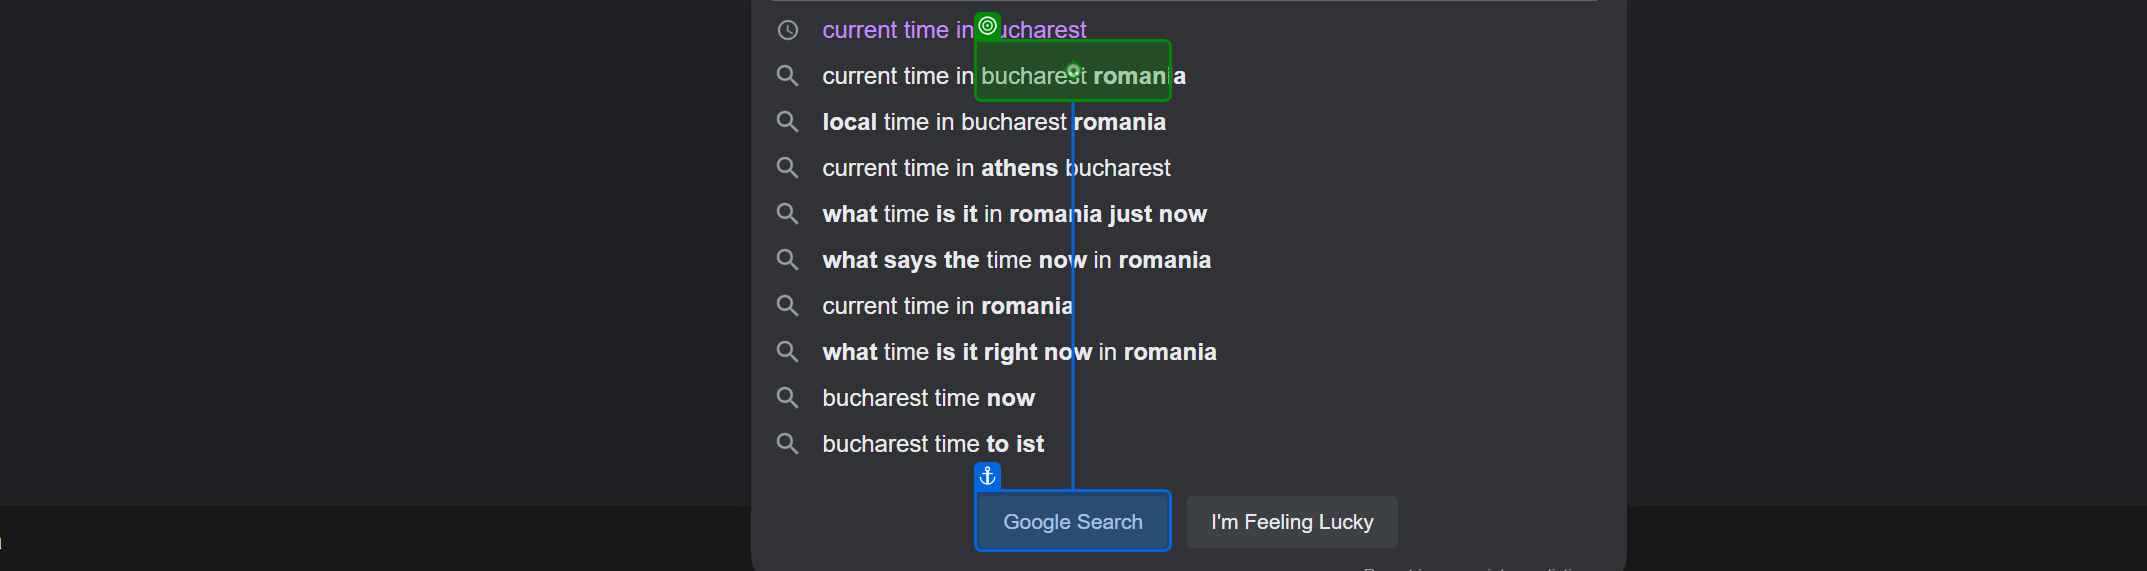 current time in ucharest
current time in bucharest romania
local time in bucharest romania
current time in athens bucharest
what time is it in romania just now
what says the time now in romania
current time in romania
what time is it right now in romania
bucharest time now
bucharest time to ist
Google Search I'm Feeling Lucky